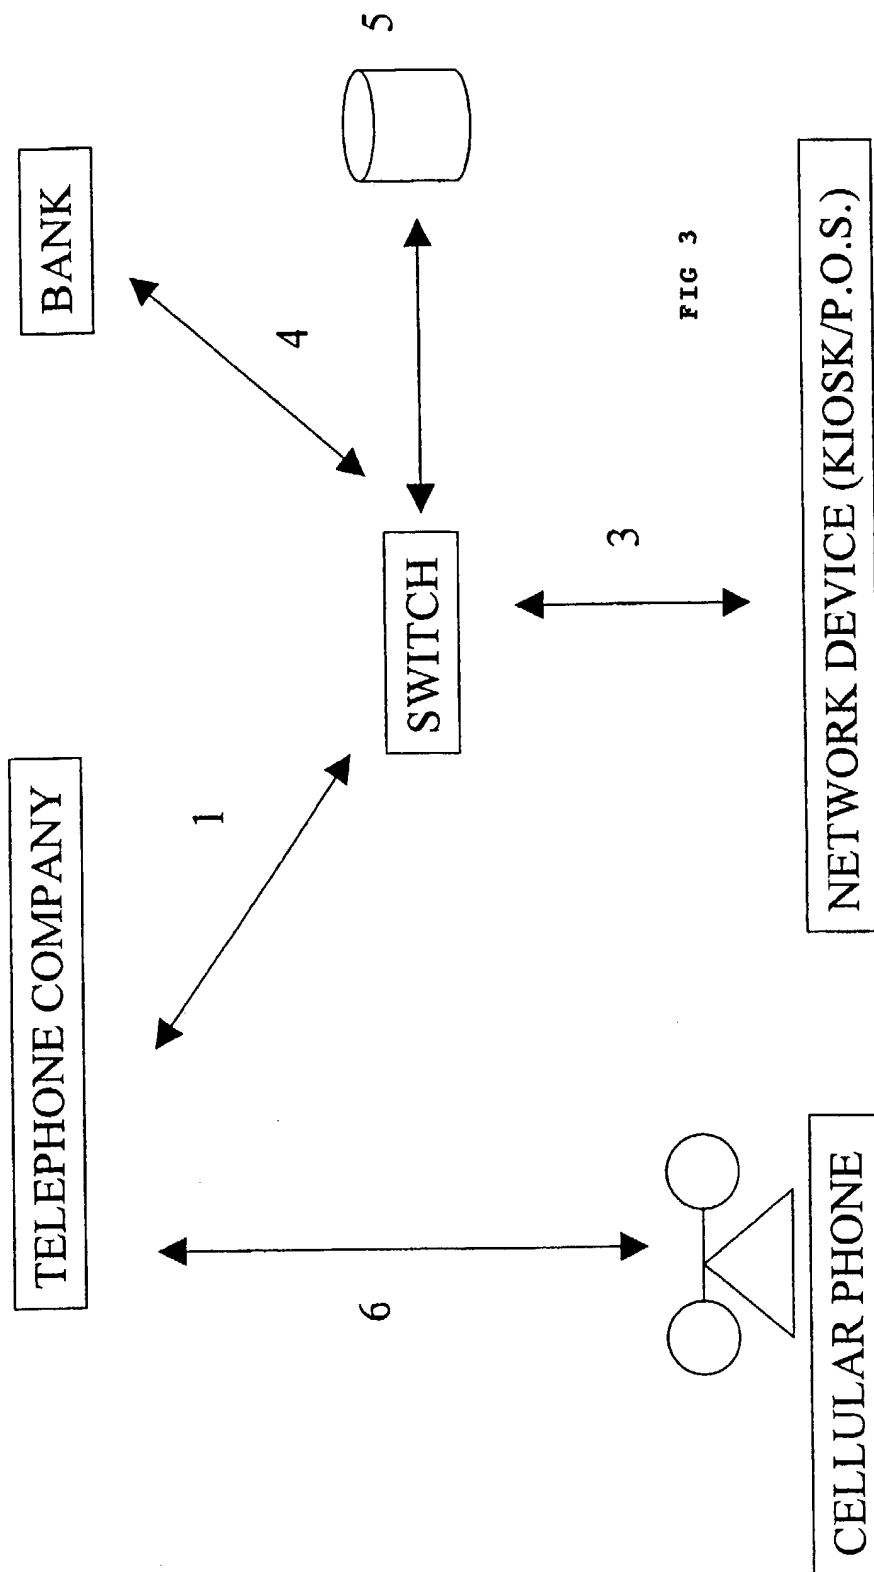 TELEPHONE COMPANY
BANK
1
4
5
6
SWITCH
3
FIG 3
CELLULAR PHONE
NETWORK DEVICE (KIOSK/P.O.S.)